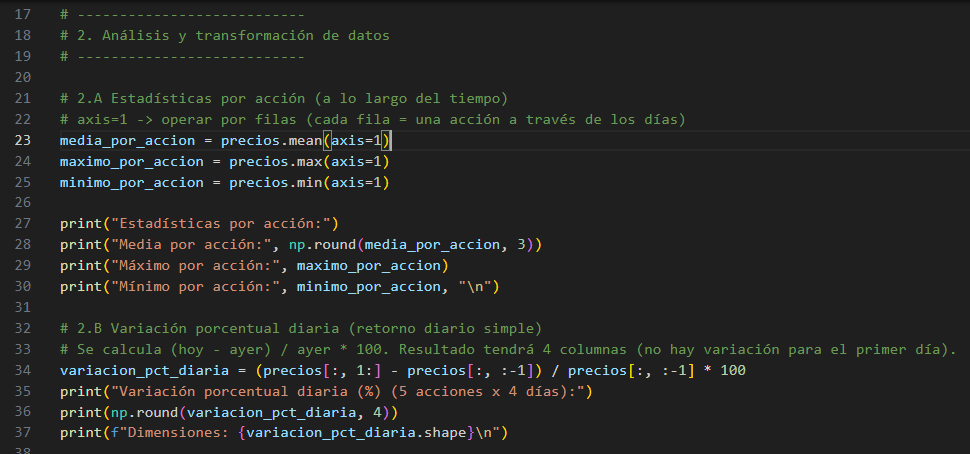 17 # ---------------------------
18 # 2. Análisis y transformación de datos
19 # ---------------------------
20
21 # 2.A Estadísticas por acción (a lo largo del tiempo)
22 # axis=1 -> operar por filas (cada fila = una acción a través de los días)
23 media_por_accion = precios.mean(axis=1)
24 maximo_por_accion = precios.max(axis=1)
25 minimo_por_accion = precios.min(axis=1)
26
27 print("Estadísticas por acción:")
28 print("Media por acción:", np.round(media_por_accion, 3))
29 print("Máximo por acción:", maximo_por_accion)
30 print("Mínimo por acción:", minimo_por_accion, "\n")
31
32 # 2.B Variación porcentual diaria (retorno diario simple)
33 # Se calcula (hoy - ayer) / ayer * 100. Resultado tendrá 4 columnas (no hay variación para el primer día).
34 variacion_pct_diaria = (precios[:, 1:] - precios[:, :-1]) / precios[:, :-1] * 100
35 print("Variación porcentual diaria (%) (5 acciones x 4 días):")
36 print(np.round(variacion_pct_diaria, 4))
37 print(f"Dimensiones: {variacion_pct_diaria.shape}\n")
38